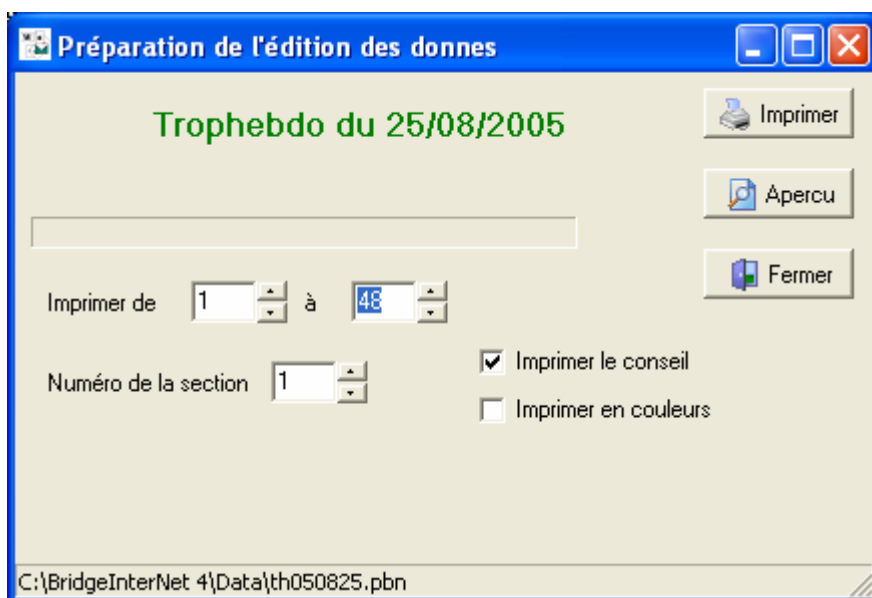 Préparation de l'édition des donnes
Trophebdo du 25/08/2005
Imprimer
Apercu
Fermer
Imprimer de 1 à 48
Numéro de la section 1
Imprimer le conseil
Imprimer en couleurs
C:\BridgeInterNet 4\Data\th050825.pbn